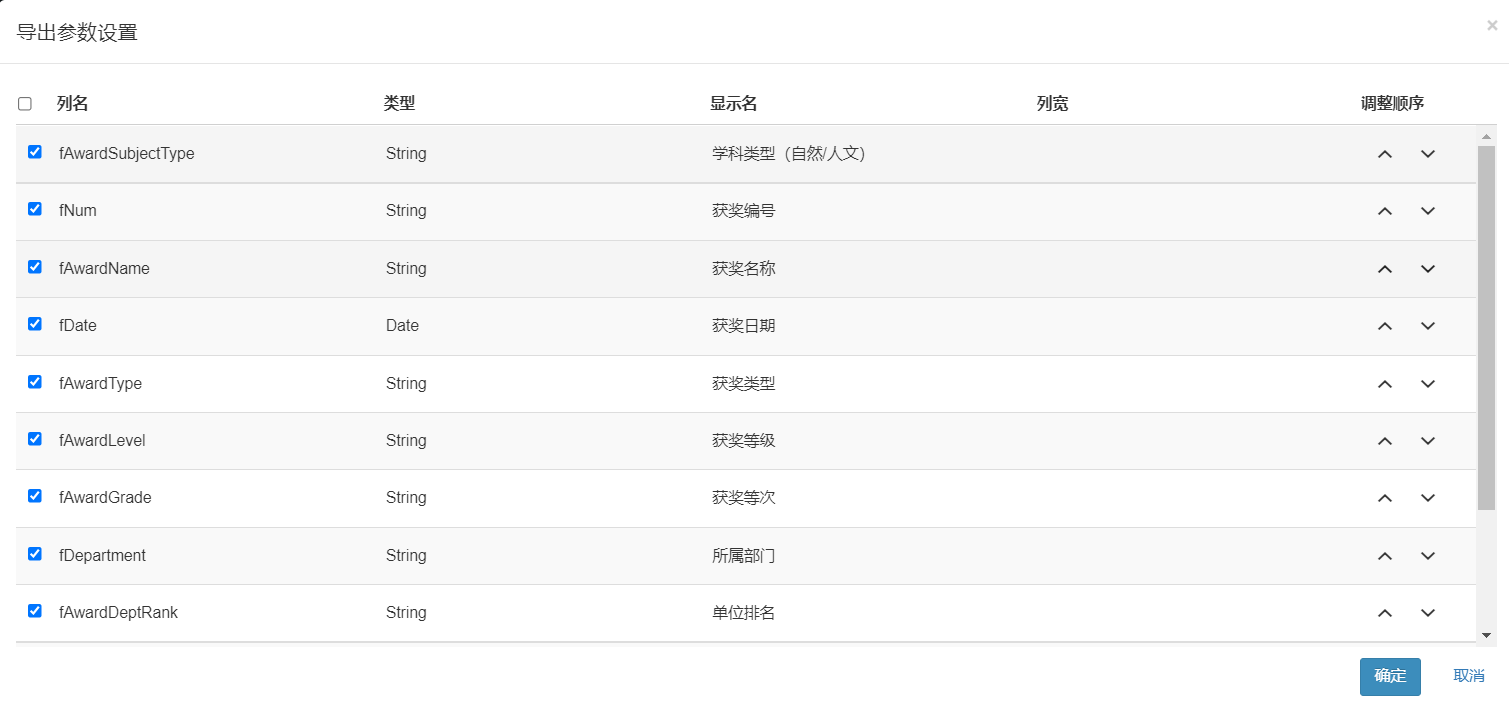 导出参数设置
×
列名 类型 显示名 列宽 调整顺序
fAwardSubjectType String 学科类型（自然/人文）
fNum String 获奖编号
fAwardName String 获奖名称
fDate Date 获奖日期
fAwardType String 获奖类型
fAwardLevel String 获奖等级
fAwardGrade String 获奖等次
fDepartment String 所属部门
fAwardDeptRank String 单位排名
确定 取消